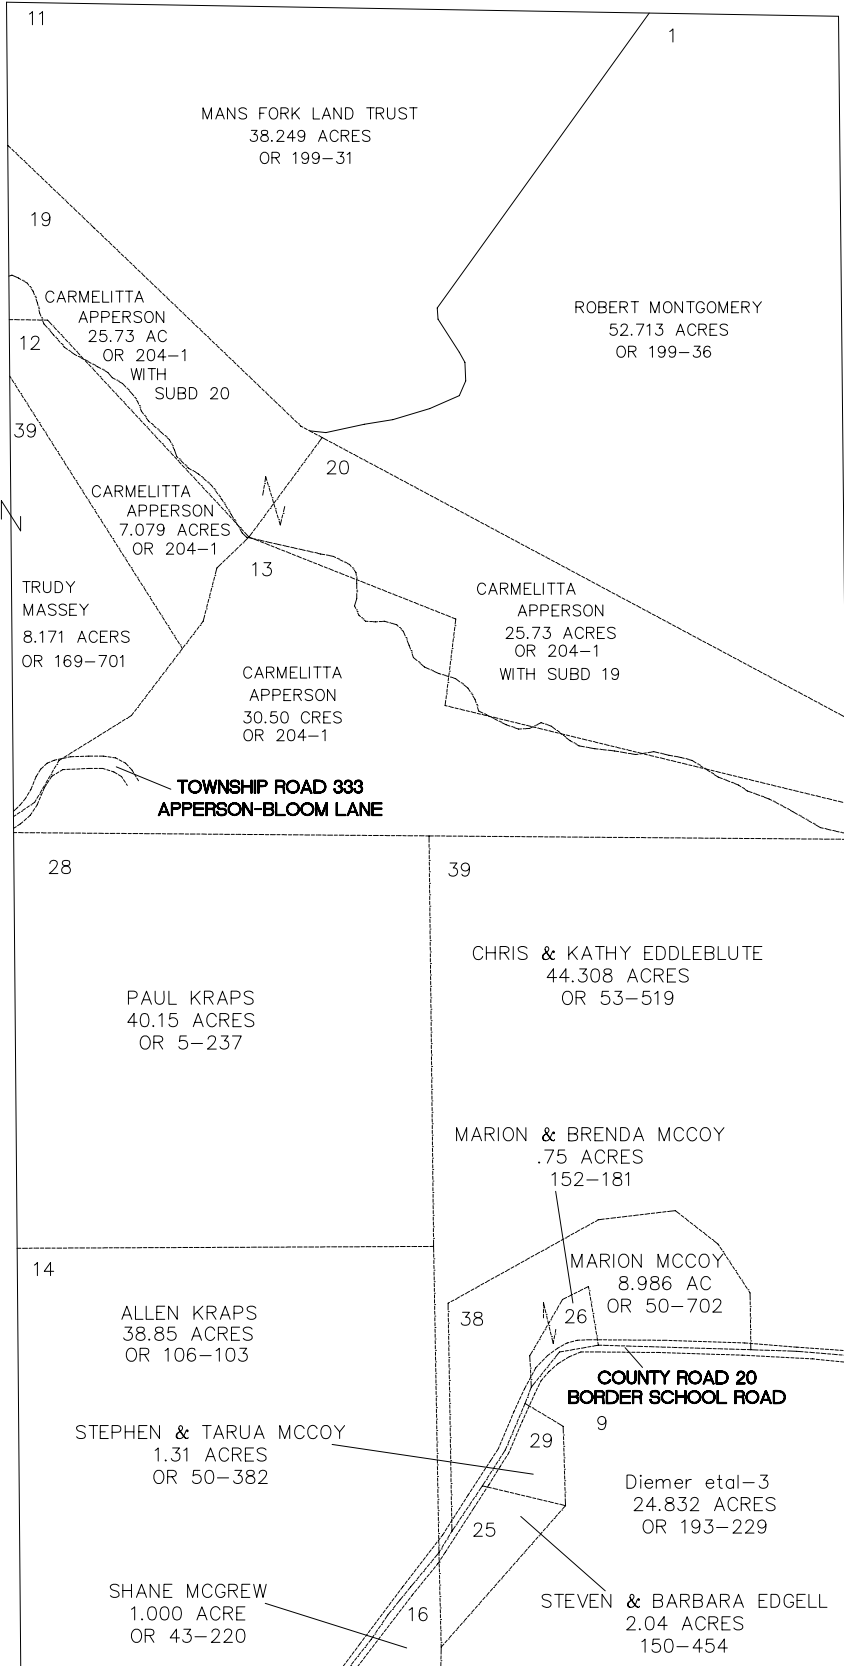 11
1
MANS FORK LAND TRUST
38.249 ACRES
OR 199-31
19
CARMELITTA
APPERSON
25.73 AC
OR 204-1
WITH
SUBD 20
ROBERT MONTGOMERY
52.713 ACRES
OR 199-36
12
39
20
CARMELITTA
APPERSON
7.079 ACRES
OR 204-1
13
TRUDY
MASSEY
8.171 ACERS
OR 169-701
CARMELITTA
APPERSON
25.73 ACRES
OR 204-1
WITH SUBD 19
CARMELITTA
APPERSON
30.50 CRES
OR 204-1
TOWNSHIP ROAD 333
APPERSON-BLOOM LANE
28
39
CHRIS & KATHY EDDLEBLUTE
44.308 ACRES
OR 53-519
PAUL KRAPS
40.15 ACRES
OR 5-237
MARION & BRENDA MCCOY
.75 ACRES
152-181
14
MARION MCCOY
8.986 AC
OR 50-702
38
26
ALLEN KRAPS
38.85 ACRES
OR 106-103
COUNTY ROAD 20
BORDER SCHOOL ROAD
9
29
STEPHEN & TARUA MCCOY
1.31 ACRES
OR 50-382
Diemer etal-3
24.832 ACRES
OR 193-229
25
SHANE MCGREW
1.000 ACRE
OR 43-220
16
STEVEN & BARBARA EDGELL
2.04 ACRES
150-454